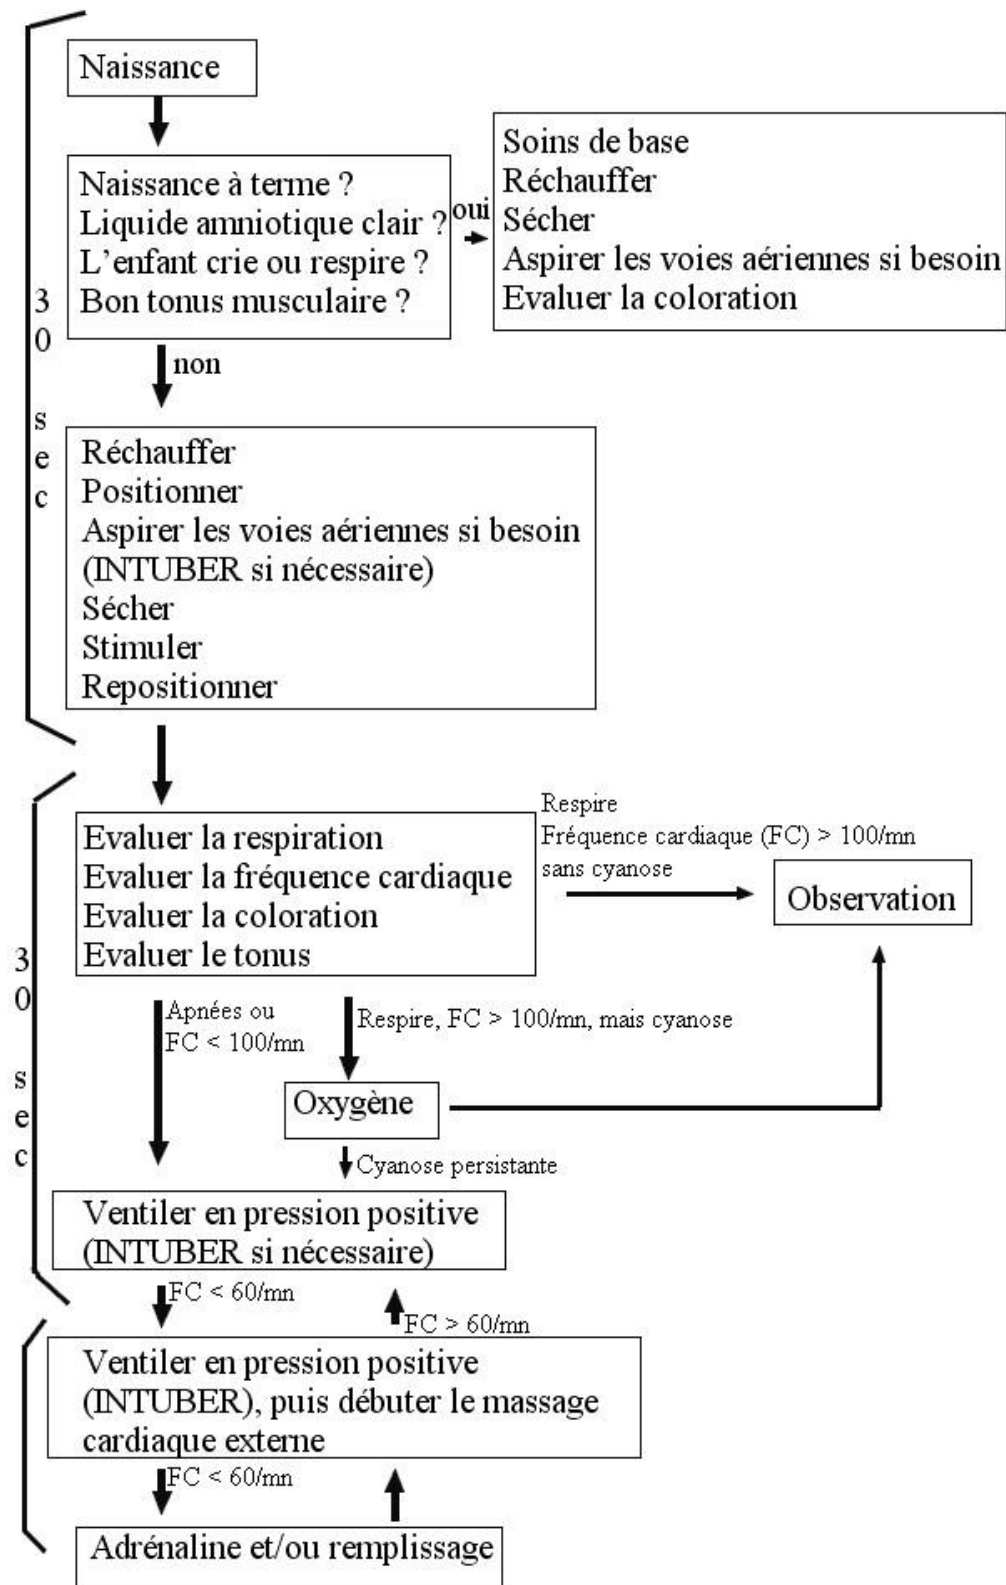 Naissance
Naissance à terme ?
Liquide amniotique clair ?
L'enfant crie ou respire ?
Bon tonus musculaire ?
oui
Soins de base
Réchauffer
Sécher
Aspirer les voies aériennes si besoin
Evaluer la coloration
non
30 sec
Réchauffer
Positionner
Aspirer les voies aériennes si besoin
(INTUBER si nécessaire)
Sécher
Stimuler
Repositionner
Evaluer la respiration
Evaluer la fréquence cardiaque
Evaluer la coloration
Evaluer le tonus
Respire
Fréquence cardiaque (FC) > 100/mn
sans cyanose
Observation
30 sec
Apnées ou
FC < 100/mn
Respire, FC > 100/mn, mais cyanose
Oxygène
Cyanose persistante
Ventiler en pression positive
(INTUBER si nécessaire)
FC < 60/mn
FC > 60/mn
Ventiler en pression positive
(INTUBER), puis débuter le massage
cardiaque externe
FC < 60/mn
Adrénaline et/ou remplissage